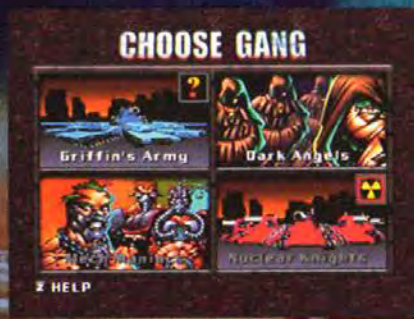 CHOOSE GANG
?
Griffin's Army
Dark Angels
Nuclear Knights
Z HELP